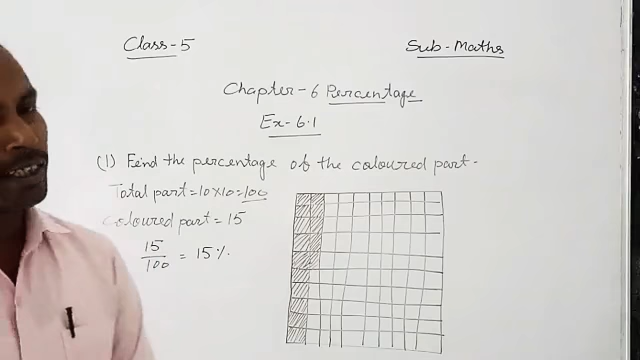 Class-5
Sub-Maths
Chapter-6 Percentage
Ex-6.1
(1) Find the percentage of the coloured part.
Total part=10×10=100
Coloured part = 15
15/100 = 15%